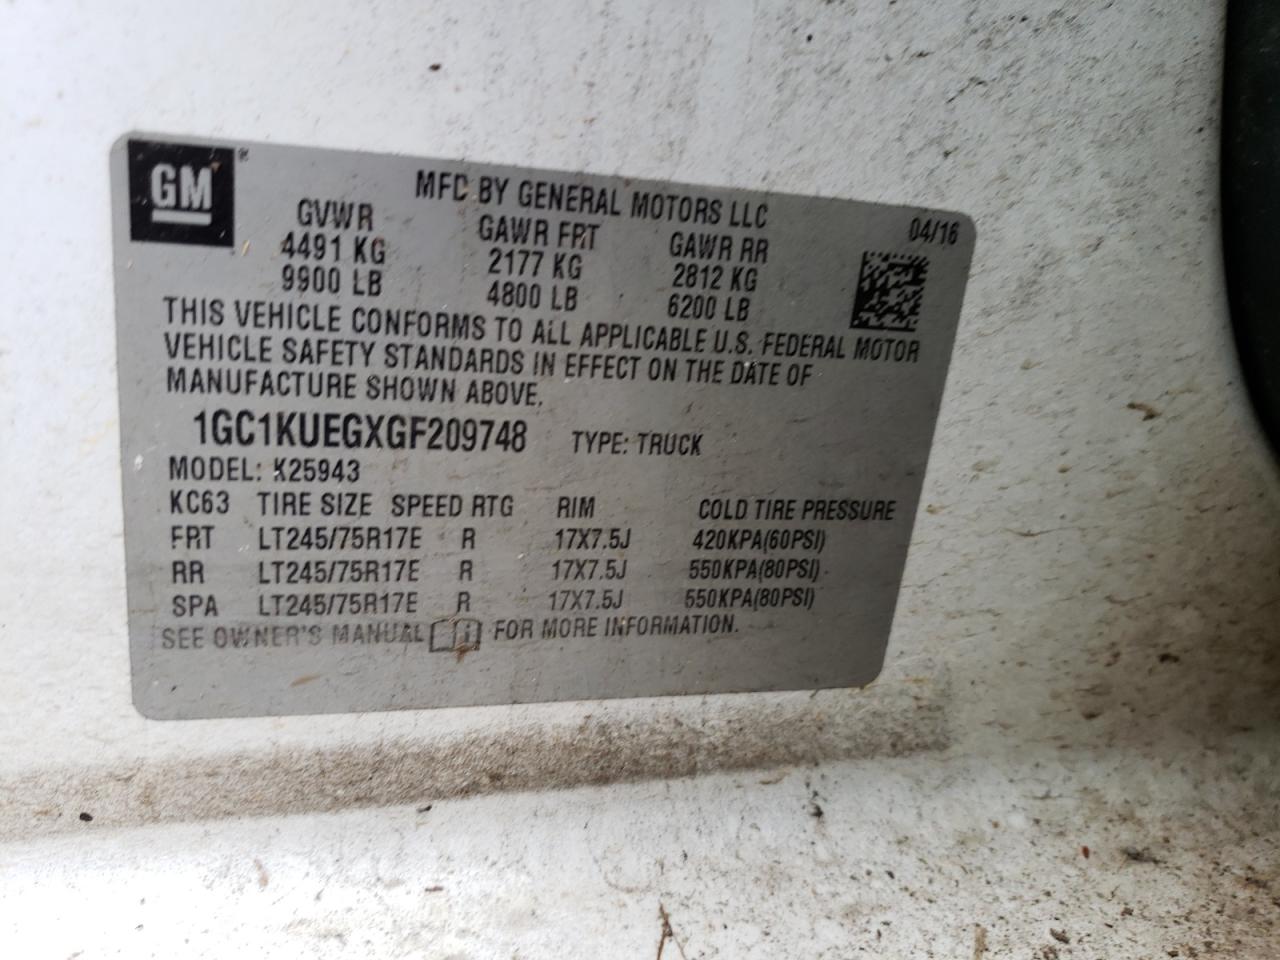 GM®
MFD BY GENERAL MOTORS LLC
04/16
GVWR GAWR FRT GAWR RR
4491 KG 2177 KG 2812 KG
9900 LB 4800 LB 6200 LB
THIS VEHICLE CONFORMS TO ALL APPLICABLE U.S. FEDERAL MOTOR
VEHICLE SAFETY STANDARDS IN EFFECT ON THE DATE OF
MANUFACTURE SHOWN ABOVE.
1GC1KUEGXGF209748 TYPE: TRUCK
MODEL: K25943
KC63 TIRE SIZE SPEED RTG RIM COLD TIRE PRESSURE
FRT LT245/75R17E R 17X7.5J 420KPA(60PSI)
RR LT245/75R17E R 17X7.5J 550KPA(80PSI)
SPA LT245/75R17E R 17X7.5J 550KPA(80PSI)
SEE OWNER'S MANUAL FOR MORE INFORMATION.